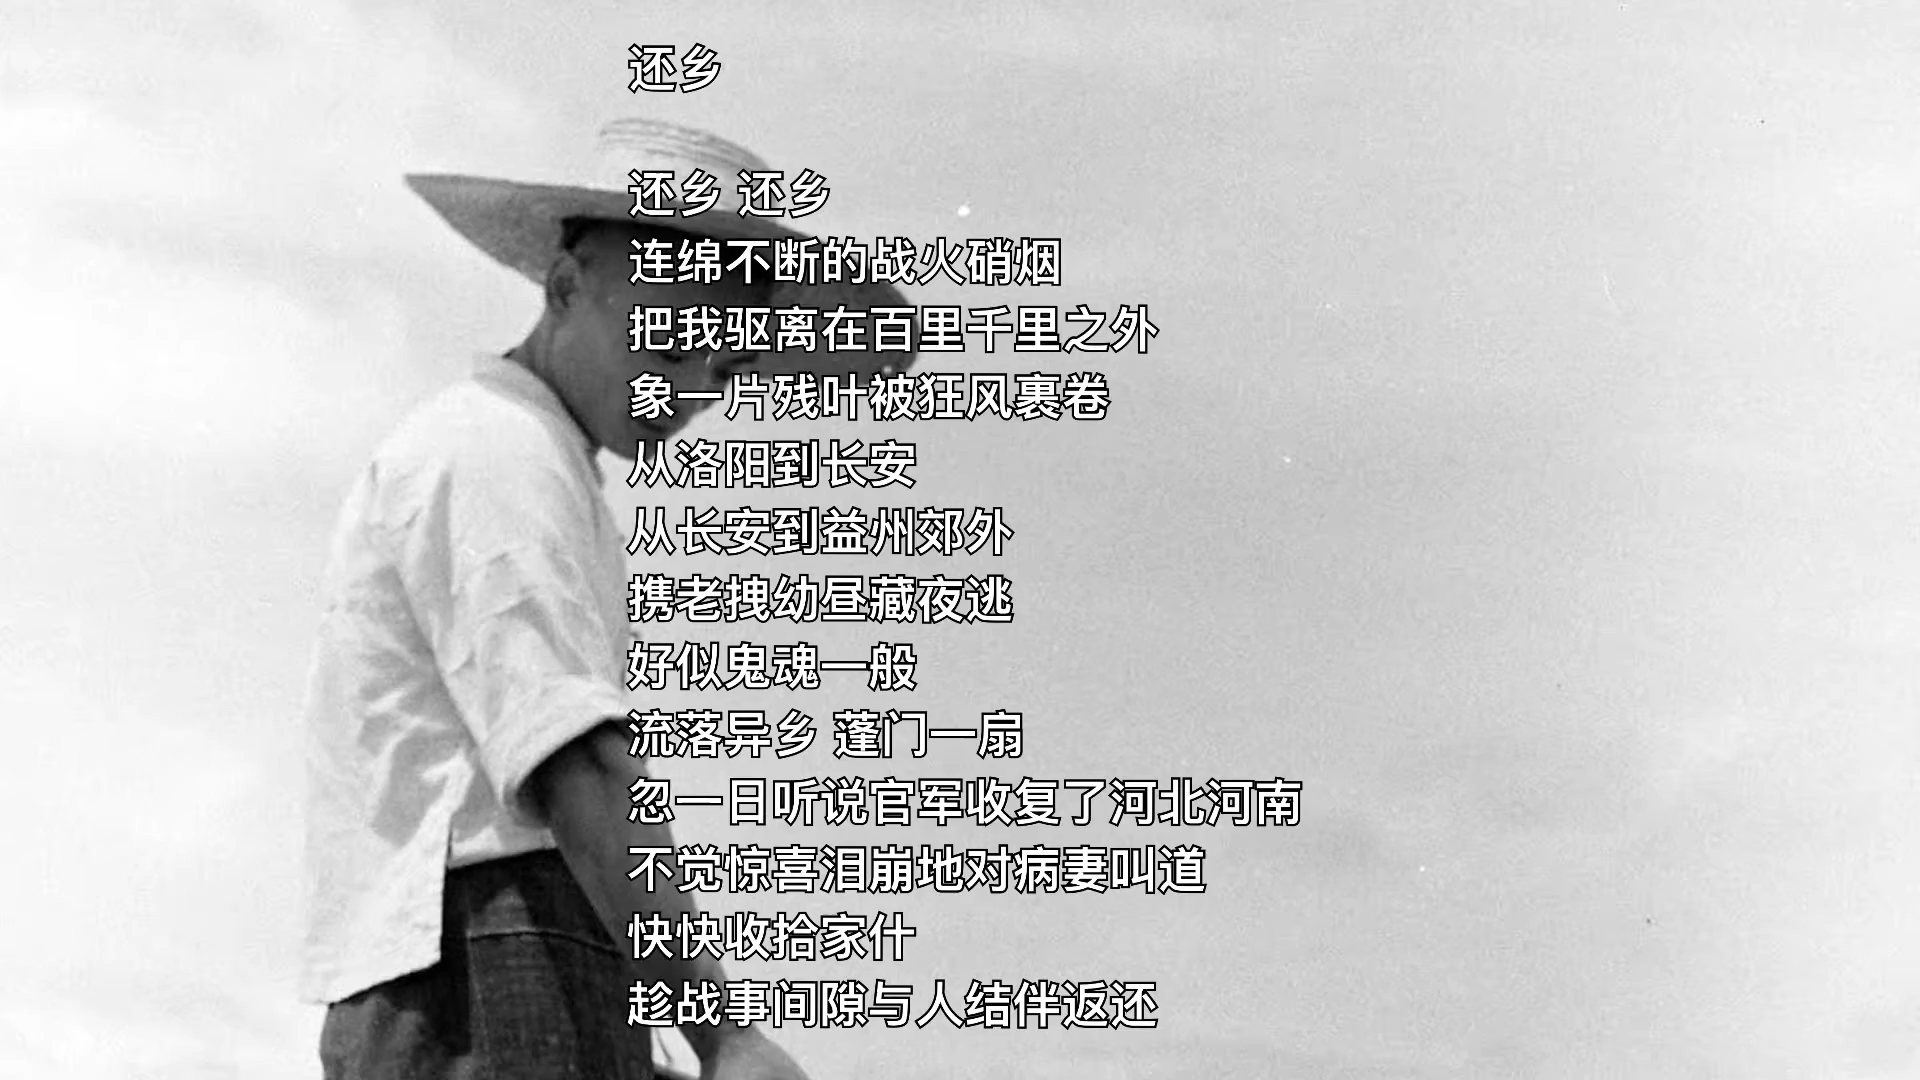 还乡
还乡 还乡
连绵不断的战火硝烟
把我驱离在百里千里之外
象一片残叶被狂风裹卷
从洛阳到长安
从长安到益州郊外
携老拽幼昼藏夜逃
好似鬼魂一般
流落异乡 蓬门一扇
忽一日听说官军收复了河北河南
不觉惊喜泪崩地对病妻叫道
快快收拾家什
趁战事间隙与人结伴返还